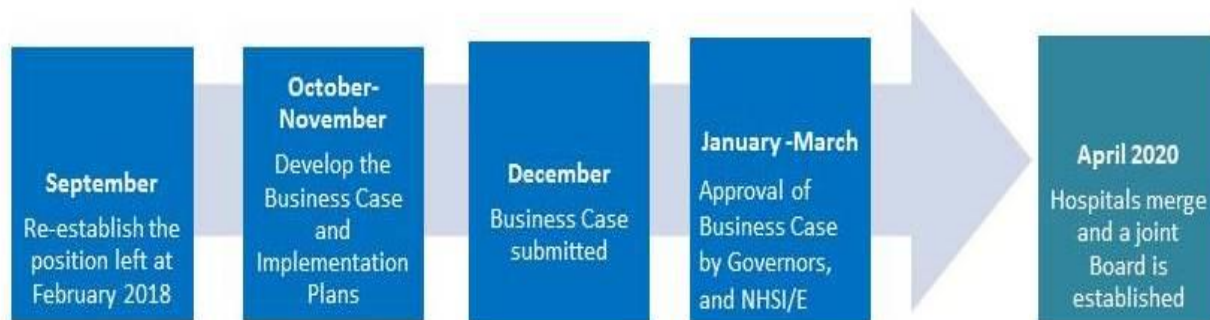 September
Re-establish the
position left at
February 2018
October-
November
Develop the
Business Case
and
Implementation
Plans
December
Business Case
submitted
January -March
Approval of
Business Case
by Governors,
and NHSI/E
April 2020
Hospitals merge
and a joint
Board is
established